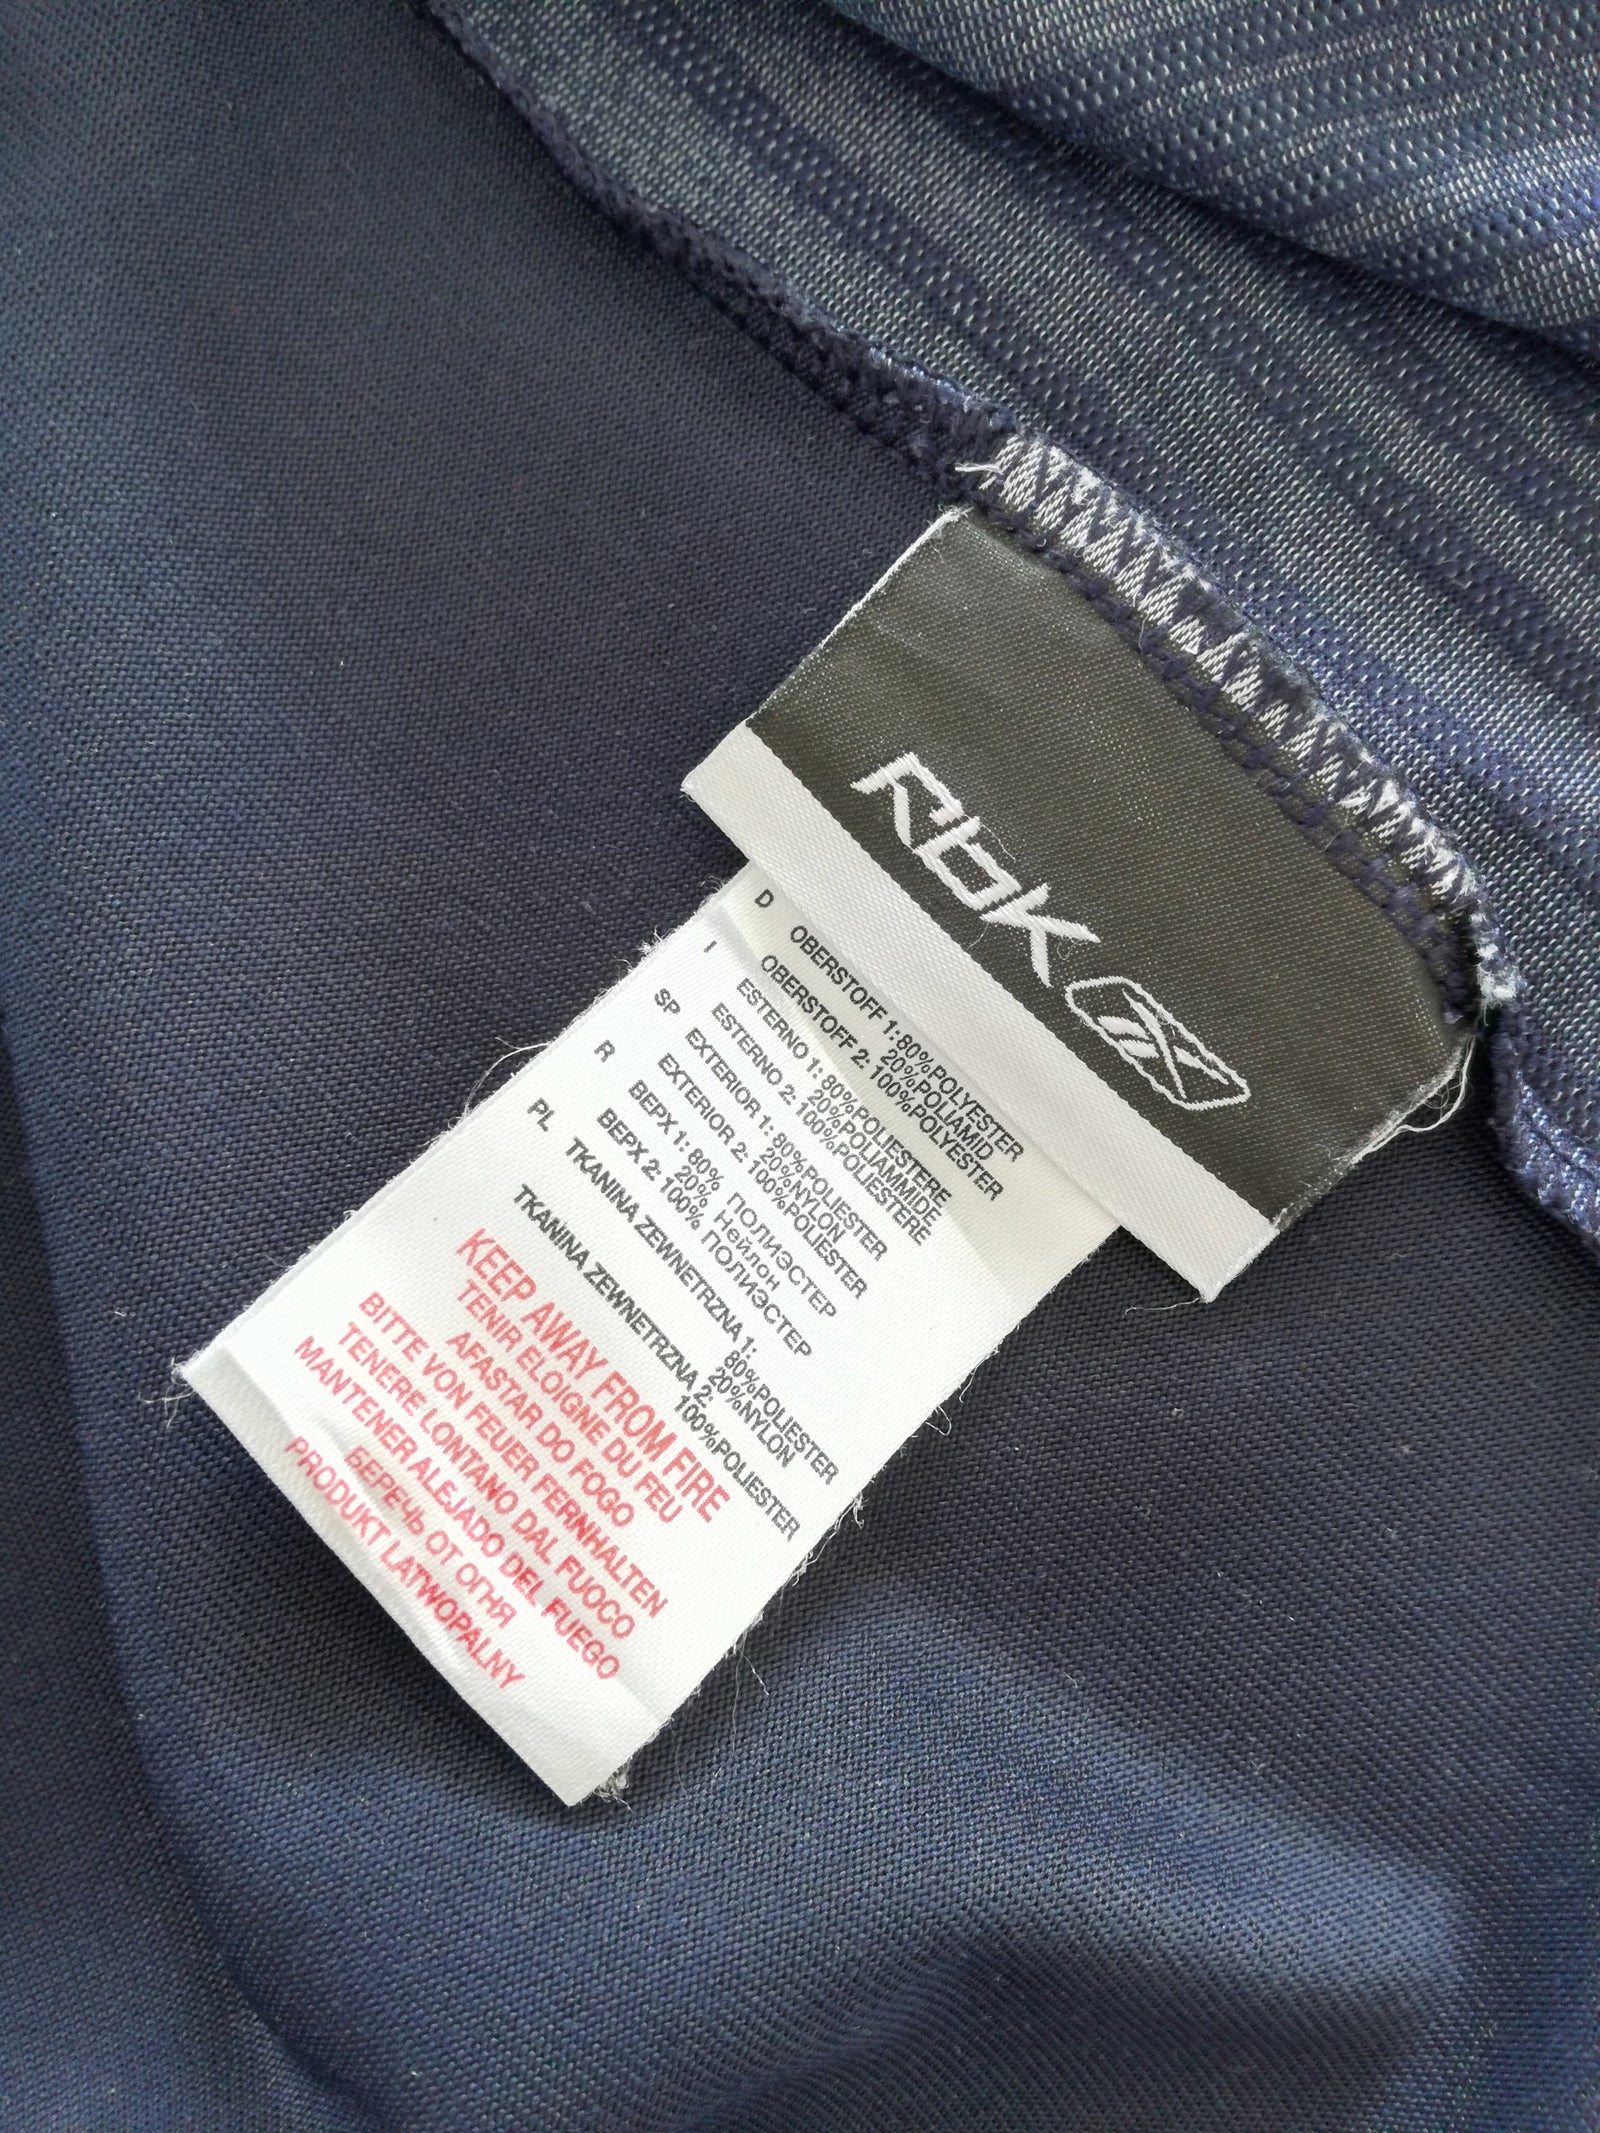 Rbk
D OBERSTOFF 1: 80%POLYESTER
20%POLIAMID
OBERSTOFF 2: 100%POLYESTER
I ESTERNO 1: 80%POLIESTERE
20%POLIAMMIDE
ESTERNO 2: 100%POLIESTERE
SP EXTERIOR 1: 80%POLIESTER
20%NYLON
EXTERIOR 2: 100%POLIESTER
R ВЕРХ 1: 80% ПОЛИЭСТЕР
20% Нейлон
ВЕРХ 2: 100% ПОЛИЭСТЕР
PL TKANINA ZEWNETRZNA 1:
80%POLIESTER
20%NYLON
TKANINA ZEWNETRZNA 2:
100%POLIESTER
KEEP AWAY FROM FIRE
TENIR ELOIGNE DU FEU
AFASTAR DO FOGO
BITTE VON FEUER FERNHALTEN
TENERE LONTANO DAL FUOCO
MANTENER ALEJADO DEL FUEGO
БЕРЕЧЬ ОТ ОГНЯ
PRODUKT LATWOPALNY